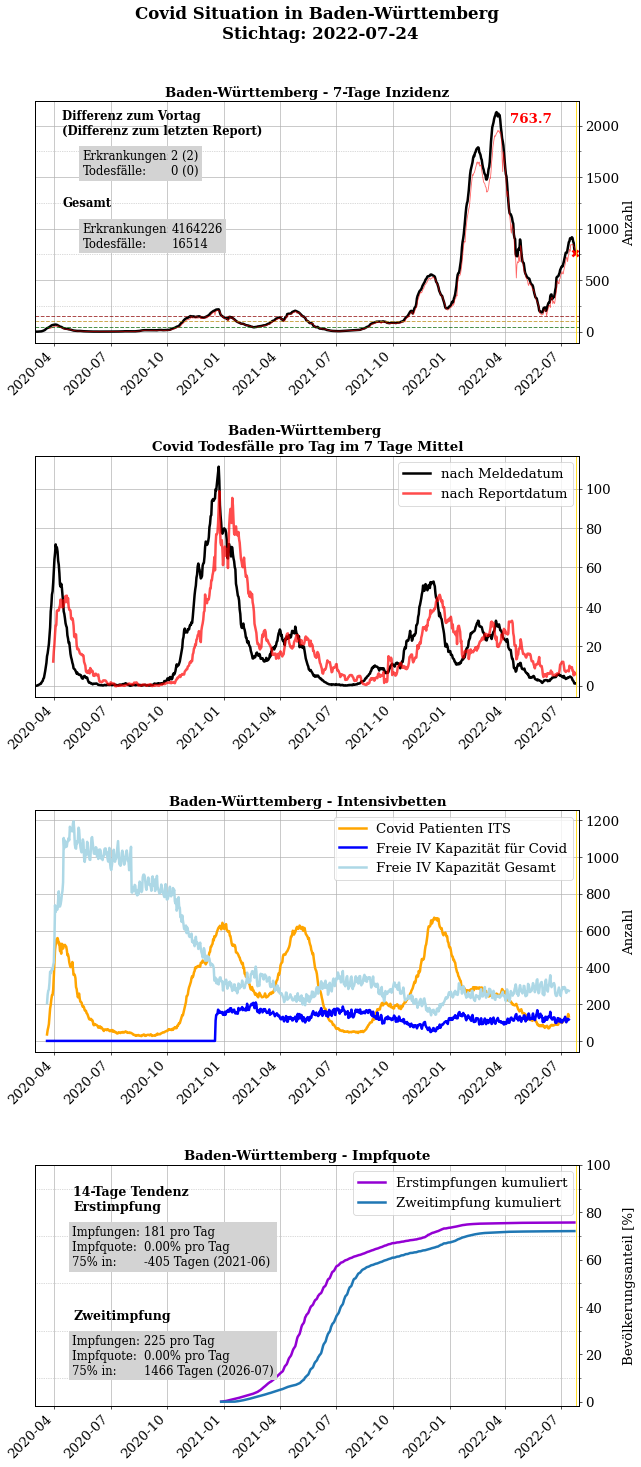 Covid Situation in Baden-Württemberg
Stichtag: 2022-07-24
Baden-Württemberg - 7-Tage Inzidenz
Differenz zum Vortag
(Differenz zum letzten Report)
Erkrankungen 2 (2)
Todesfälle: 0 (0)
Gesamt
Erkrankungen 4164226
Todesfälle: 16514
763.7
2000
1500
1000
500
0
Anzahl
2020-04 2020-07 2020-10 2021-01 2021-04 2021-07 2021-10 2022-01 2022-04 2022-07
Baden-Württemberg
Covid Todesfälle pro Tag im 7 Tage Mittel
nach Meldedatum
nach Reportdatum
100
80
60
40
20
0
2020-04 2020-07 2020-10 2021-01 2021-04 2021-07 2021-10 2022-01 2022-04 2022-07
Baden-Württemberg - Intensivbetten
Covid Patienten ITS
Freie IV Kapazität für Covid
Freie IV Kapazität Gesamt
1200
1000
800
600
400
200
0
Anzahl
2020-04 2020-07 2020-10 2021-01 2021-04 2021-07 2021-10 2022-01 2022-04 2022-07
Baden-Württemberg - Impfquote
14-Tage Tendenz
Erstimpfung
Impfungen: 181 pro Tag
Impfquote: 0.00% pro Tag
75% in: -405 Tagen (2021-06)
Zweitimpfung
Impfungen: 225 pro Tag
Impfquote: 0.00% pro Tag
75% in: 1466 Tagen (2026-07)
Erstimpfungen kumuliert
Zweitimpfung kumuliert
100
80
60
40
20
0
Bevölkerungsanteil [%]
2020-04 2020-07 2020-10 2021-01 2021-04 2021-07 2021-10 2022-01 2022-04 2022-07